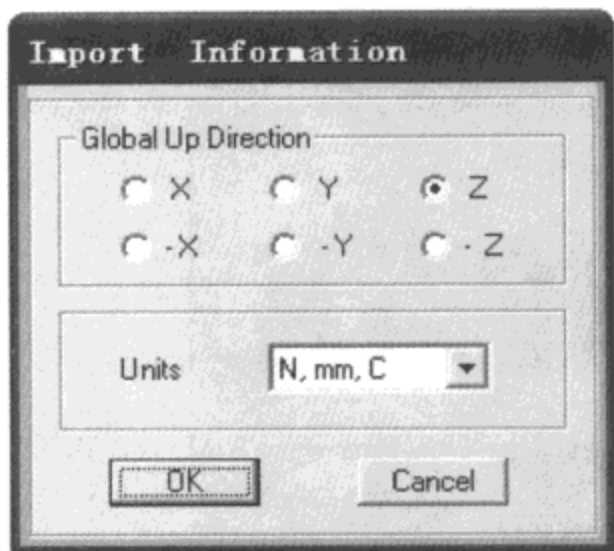 Import Information
Global Up Direction
X Y Z
-X -Y -Z
Units N, mm, C
OK Cancel